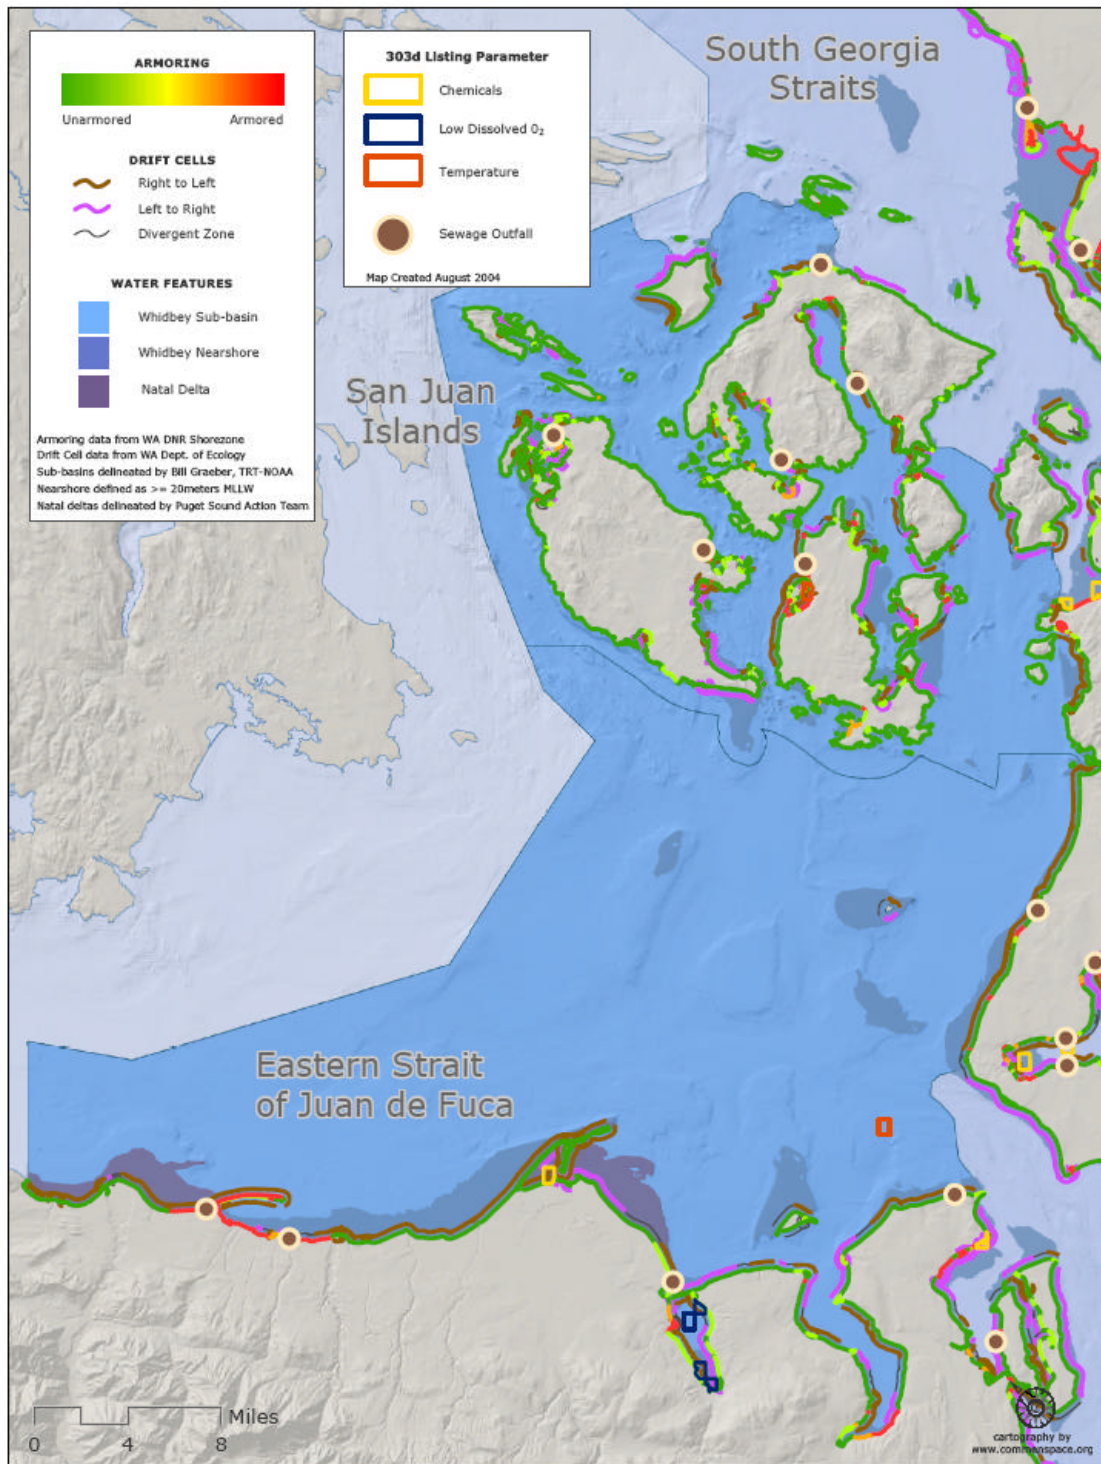 ARMORING
Unarmored Armored
DRIFT CELLS
Right to Left
Left to Right
Divergent Zone
WATER FEATURES
Whidbey Sub-basin
Whidbey Nearshore
Natal Delta
Armoring data from WA DNR Shorezone
Drift Cell data from WA Dept. of Ecology
Sub-basins delineated by Bill Graeber, TRT-NOAA
Nearshore defined as >= 20meters MLLW
Natal deltas delineated by Puget Sound Action Team
303d Listing Parameter
Chemicals
Low Dissolved O₂
Temperature
Sewage Outfall
Map Created August 2004
South Georgia
Straits
San Juan
Islands
Eastern Strait
of Juan de Fuca
Miles
0 4 8
cartography by
www.commenspace.org